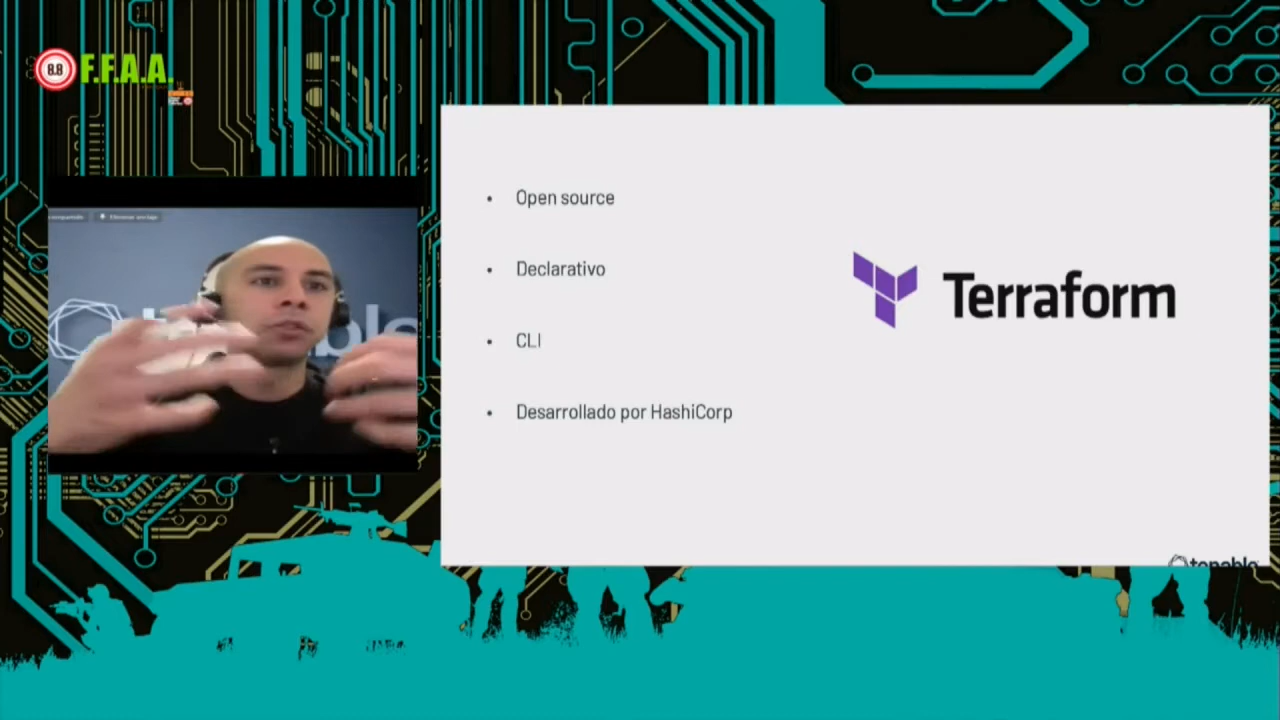 8.8 F.F.A.A.
Open source
Declarativo
CLI
Desarrollado por HashiCorp
Terraform
tenable